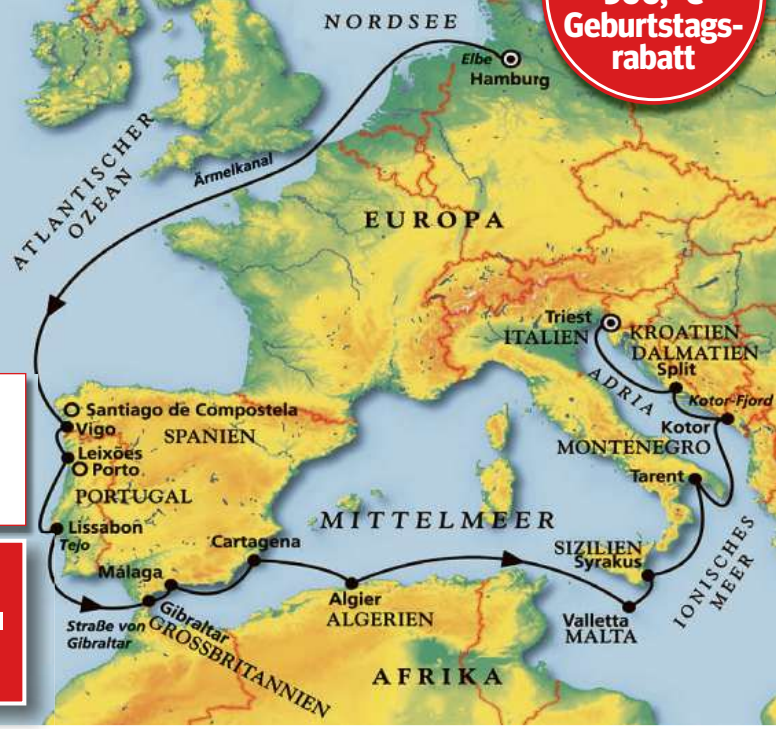 NORDSEE
Geburtstags-
rabatt
Elbe
Hamburg
ATLANTISCHER
OZEAN
Ärmelkanal
EUROPA
Triest
ITALIEN
KROATIEN
DALMATIEN
Split
ADRIA
Kotor-Fjord
Kotor
MONTENEGRO
Santiago de Compostela
Vigo
SPANIEN
Leixões
Porto
PORTUGAL
Tarent
Lissabon
Tejo
MITTELMEER
Cartagena
SIZILIEN
Syrakus
IONISCHES
MEER
Málaga
Algier
ALGERIEN
Valletta
MALTA
Straße von
Gibraltar
Gibraltar
GROSSBRITANNIEN
AFRIKA